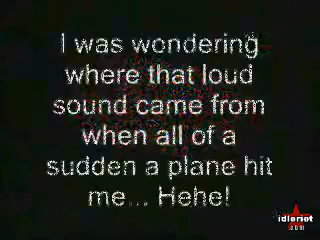 I was wondering
where that loud
sound came from
when all of a
sudden a plane hit
me... Hehe!
idleriot
.com